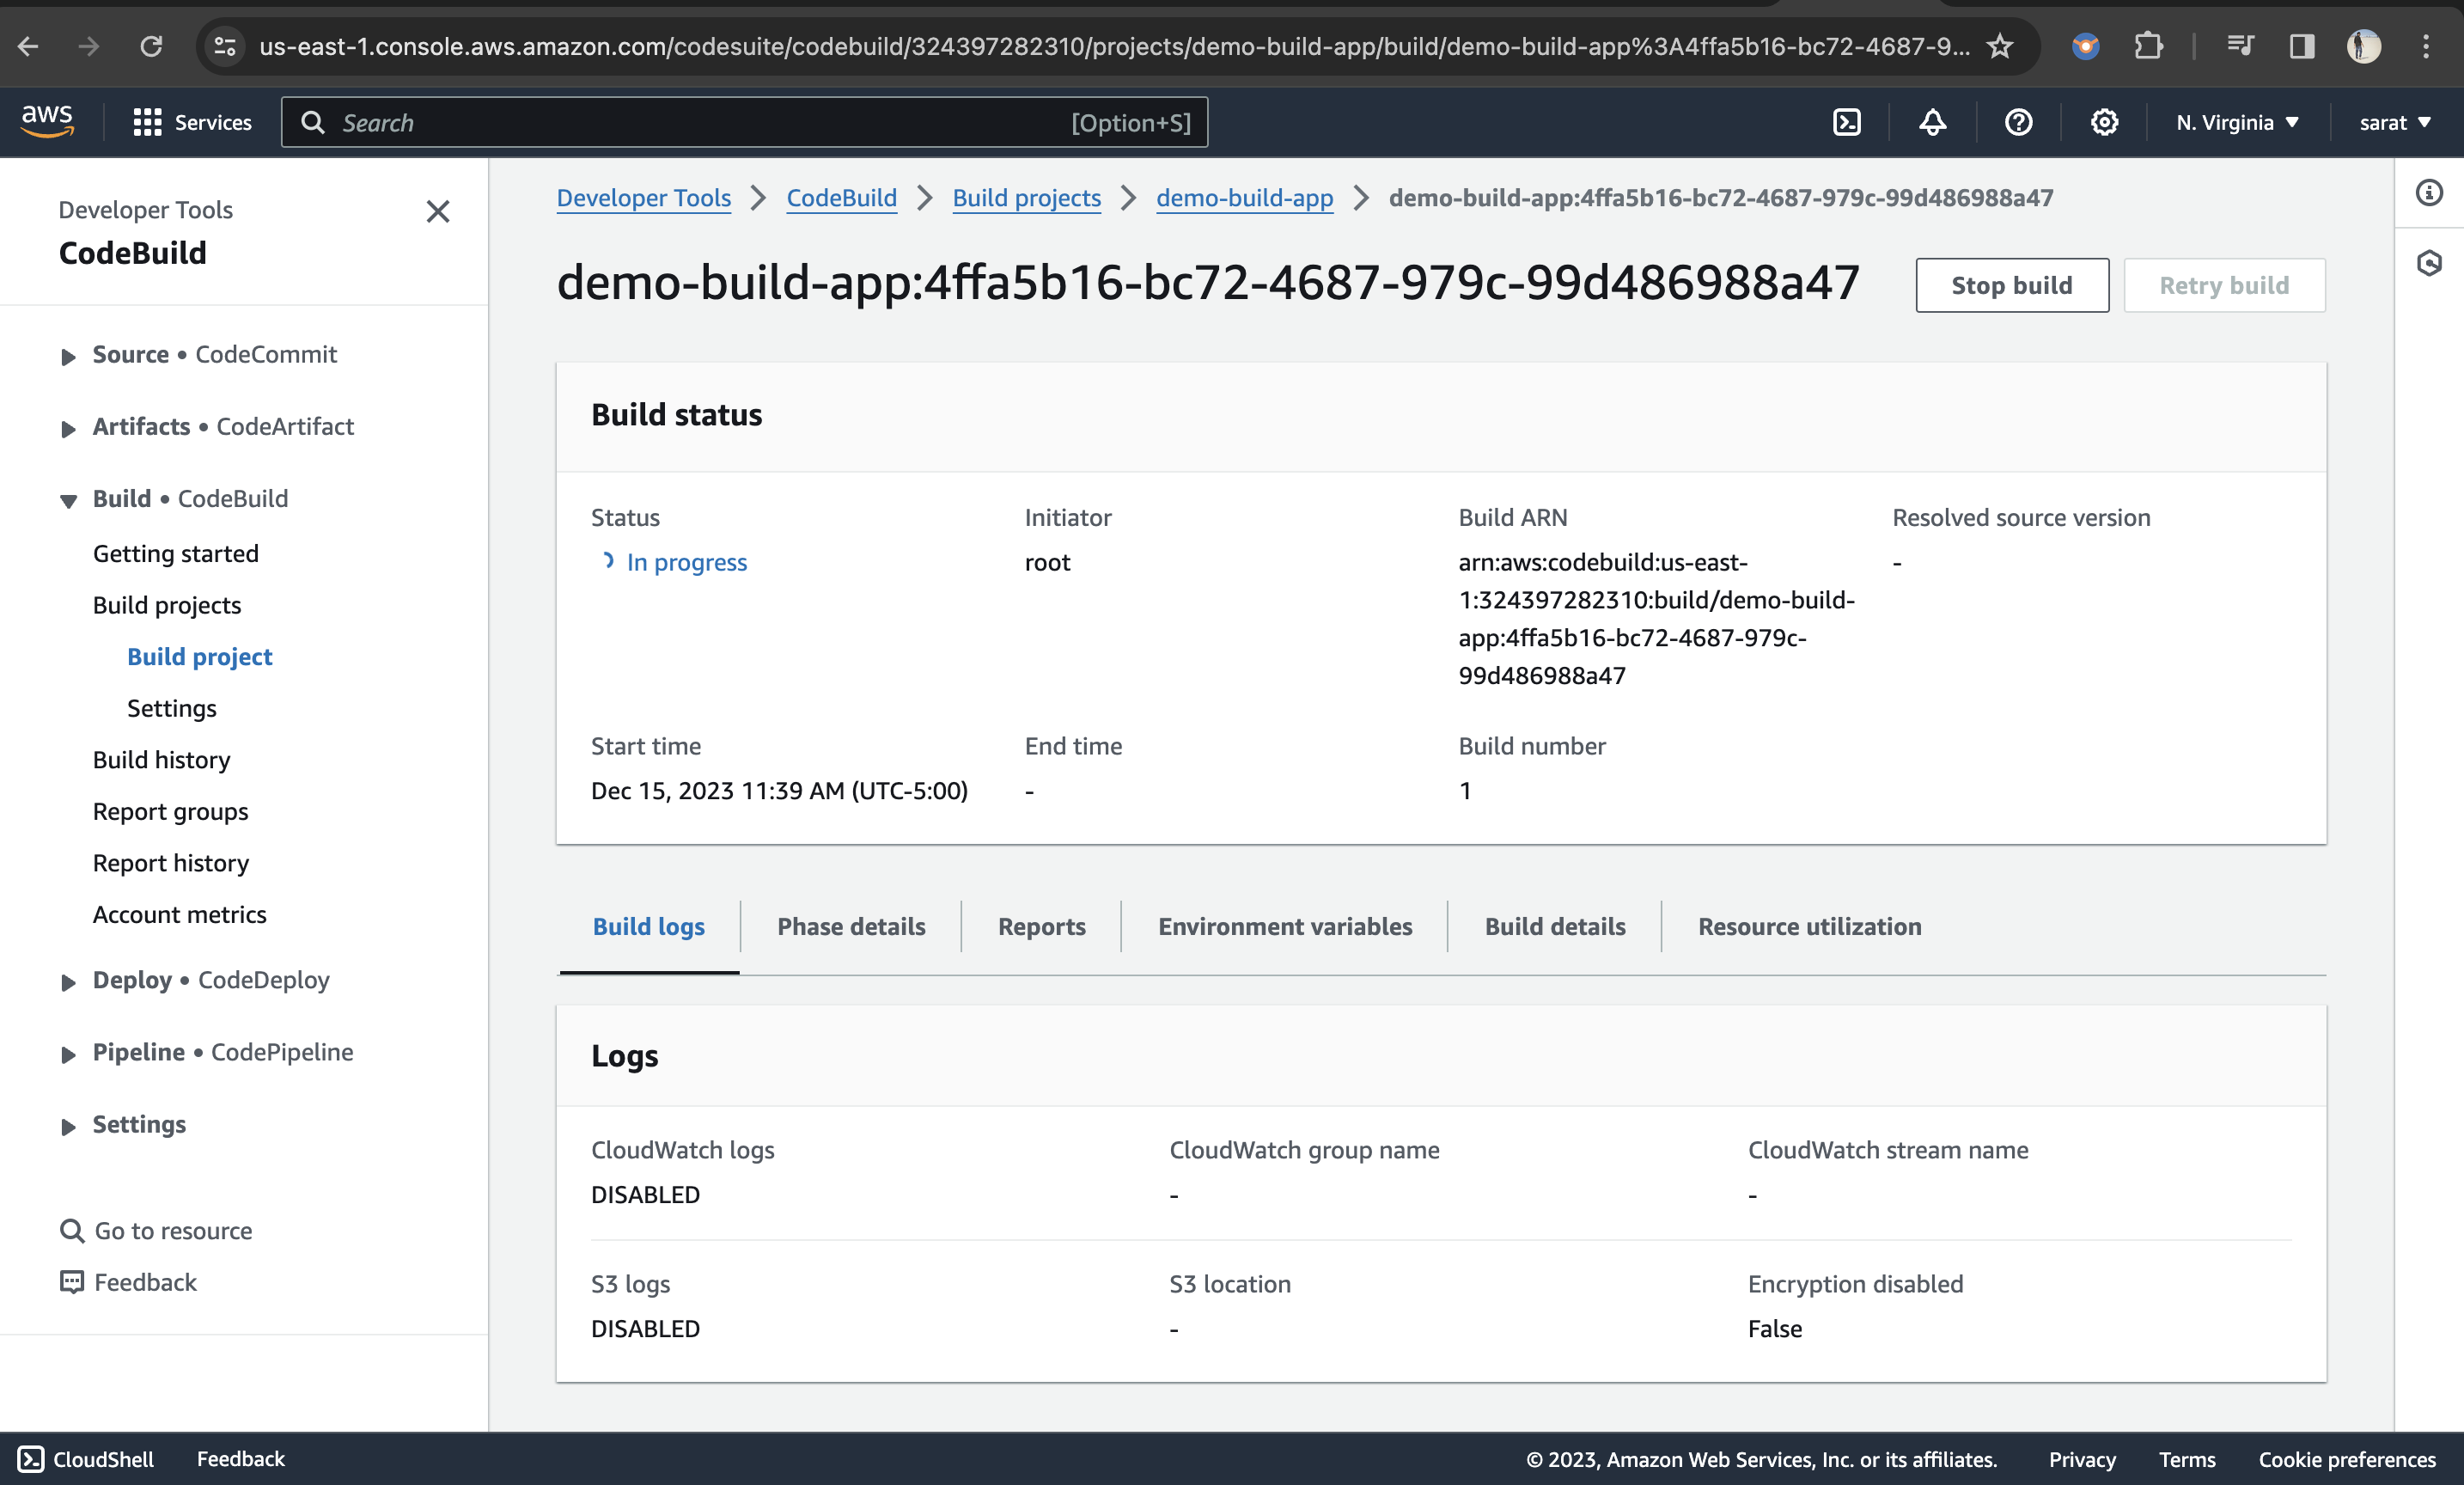 us-east-1.console.aws.amazon.com/codesuite/codebuild/324397282310/projects/demo-build-app/build/demo-build-app%3A4ffa5b16-bc72-4687-9...
aws
Services
Search
[Option+S]
N. Virginia
sarat
Developer Tools
CodeBuild
Source • CodeCommit
Artifacts • CodeArtifact
Build • CodeBuild
Getting started
Build projects
Build project
Settings
Build history
Report groups
Report history
Account metrics
Deploy • CodeDeploy
Pipeline • CodePipeline
Settings
Go to resource
Feedback
Developer Tools > CodeBuild > Build projects > demo-build-app > demo-build-app:4ffa5b16-bc72-4687-979c-99d486988a47
demo-build-app:4ffa5b16-bc72-4687-979c-99d486988a47
Stop build
Retry build
Build status
Status
In progress
Initiator
root
Build ARN
arn:aws:codebuild:us-east-
1:324397282310:build/demo-build-
app:4ffa5b16-bc72-4687-979c-
99d486988a47
Resolved source version
-
Start time
Dec 15, 2023 11:39 AM (UTC-5:00)
End time
-
Build number
1
Build logs
Phase details
Reports
Environment variables
Build details
Resource utilization
Logs
CloudWatch logs
DISABLED
CloudWatch group name
-
CloudWatch stream name
-
S3 logs
DISABLED
S3 location
-
Encryption disabled
False
CloudShell
Feedback
© 2023, Amazon Web Services, Inc. or its affiliates.
Privacy
Terms
Cookie preferences